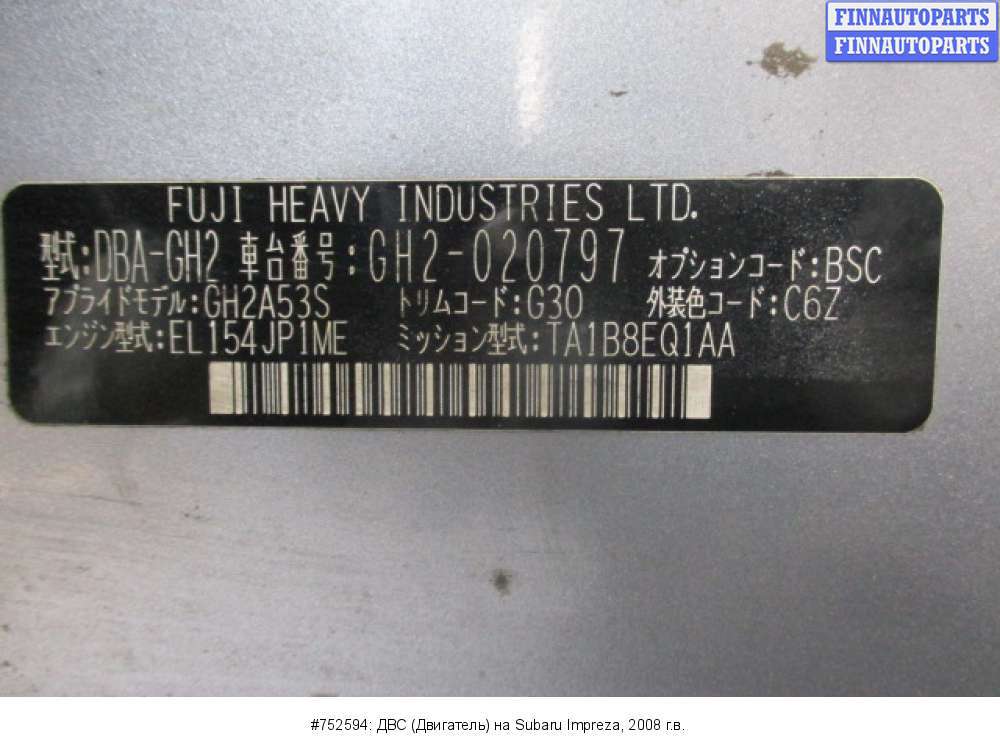 FINNAUTOPARTS
FINNAUTOPARTS
FUJI HEAVY INDUSTRIES LTD.
型式:DBA-GH2 車台番号:GH2-020797 オプションコード:BSC
アプライドモデル:GH2A53S トリムコード:G30 外装色コード:C6Z
エンジン型式:EL154JP1ME ミッション型式:TA1B8EQ1AA
#752594: ДВС (Двигатель) на Subaru Impreza, 2008 г.в.